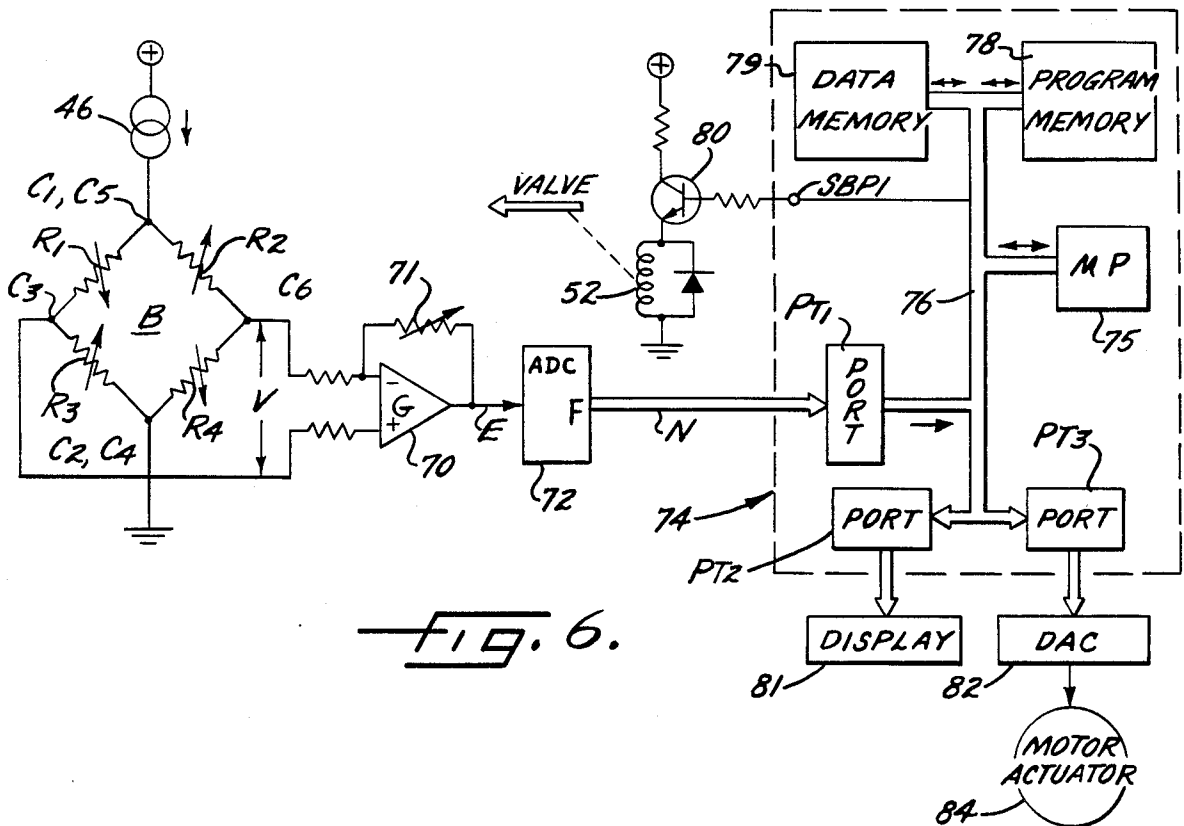 46
C1, C5
R1
R2
C3
C6
B
R3
R4
C2, C4
V
71
-
G
+
70
E
ADC
F
72
N
VALVE
52
80
SBP1
79
DATA
MEMORY
78
PROGRAM
MEMORY
76
MP
75
PT1
PORT
74
PT2
PORT
PT3
PORT
81
DISPLAY
82
DAC
84
MOTOR
ACTUATOR
Fig. 6.